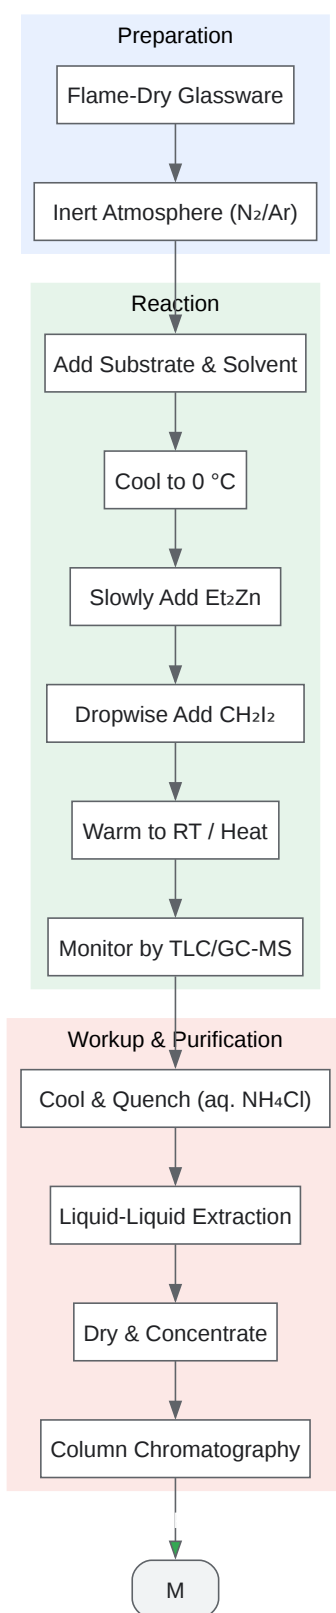 Preparation
Flame-Dry Glassware
Inert Atmosphere (N₂/Ar)
Reaction
Add Substrate & Solvent
Cool to 0 °C
Slowly Add Et₂Zn
Dropwise Add CH₂I₂
Warm to RT / Heat
Monitor by TLC/GC-MS
Workup & Purification
Cool & Quench (aq. NH₄Cl)
Liquid-Liquid Extraction
Dry & Concentrate
Column Chromatography
M